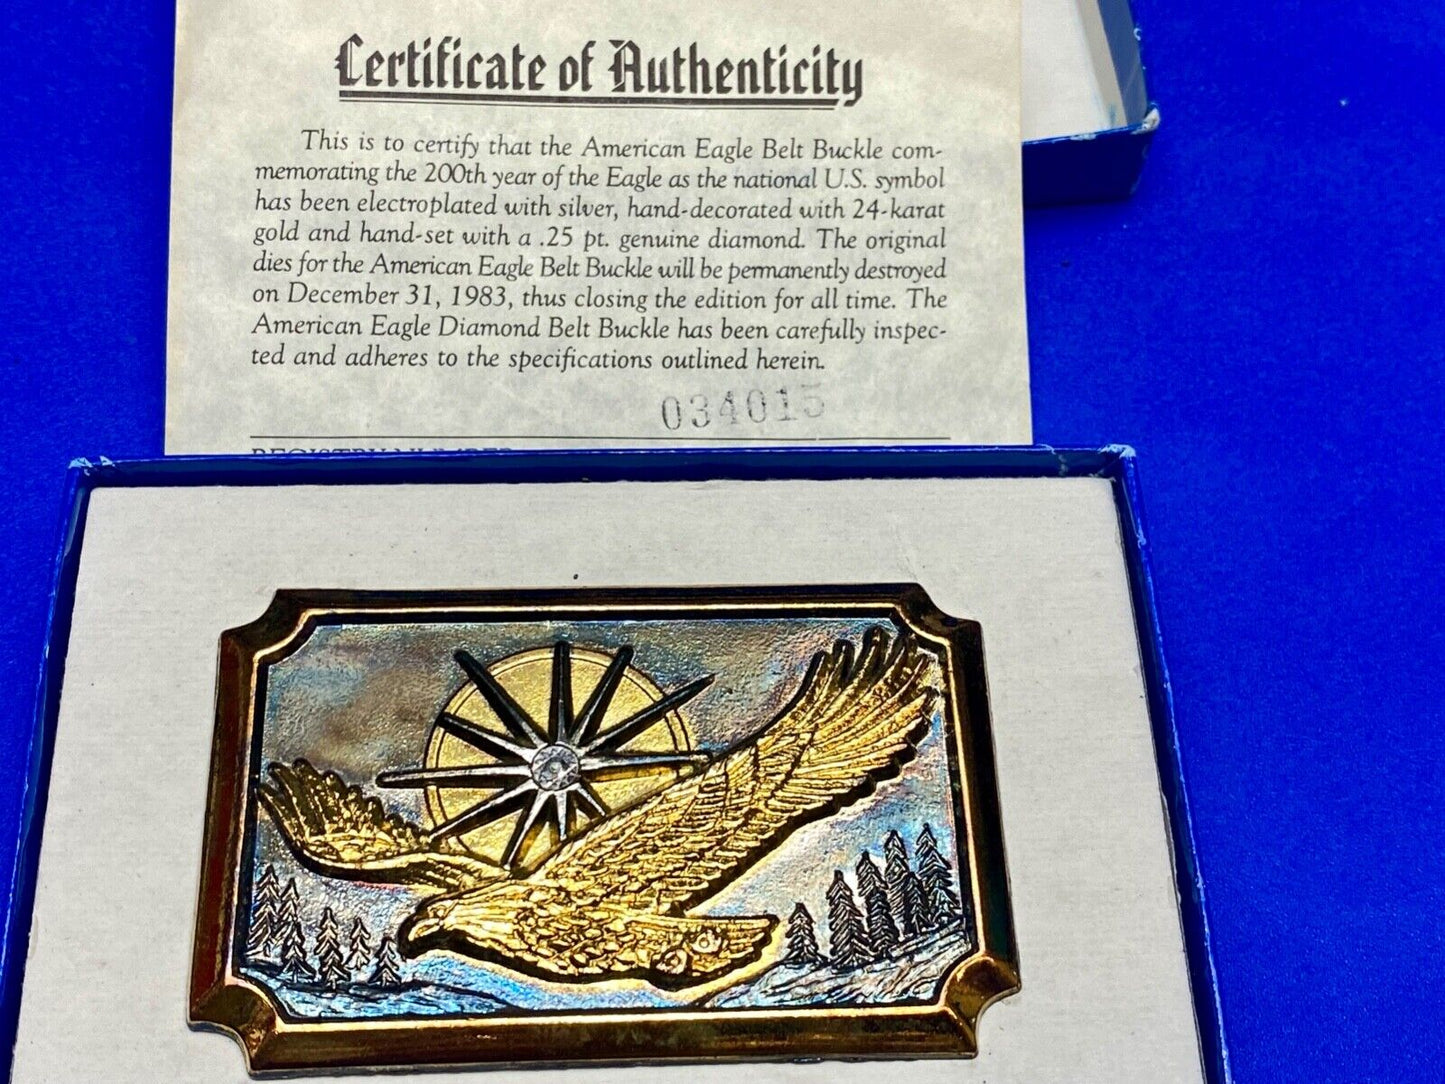 Certificate of Authenticity
This is to certify that the American Eagle Belt Buckle com-
memorating the 200th year of the Eagle as the national U.S. symbol
has been electroplated with silver, hand-decorated with 24-karat
gold and hand-set with a .25 pt. genuine diamond. The original
dies for the American Eagle Belt Buckle will be permanently destroyed
on December 31, 1983, thus closing the edition for all time. The
American Eagle Diamond Belt Buckle has been carefully inspec-
ted and adheres to the specifications outlined herein.
034015
REGISTRY NUMBER